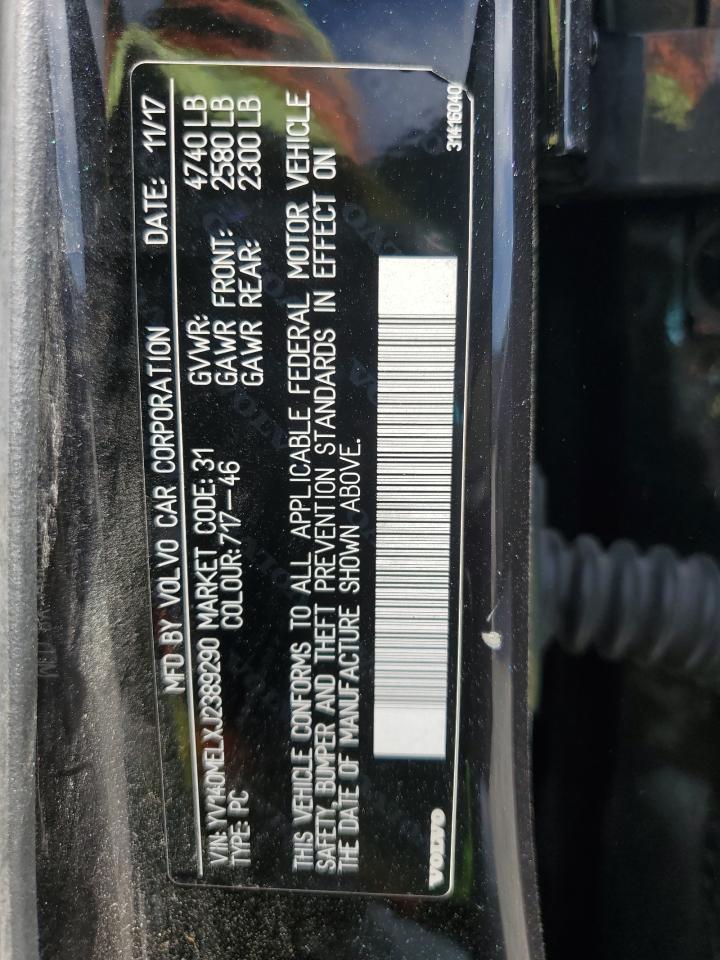 MFD BY VOLVO CAR CORPORATION DATE: 11/17
VIN: YV140MELXJ2389290 MARKET CODE: 31 GVWR: 4740 LB
TYPE: PC COLOUR: 717-46 GAWR FRONT: 2580 LB
GAWR REAR: 2300 LB
THIS VEHICLE CONFORMS TO ALL APPLICABLE FEDERAL MOTOR VEHICLE
SAFETY, BUMPER AND THEFT PREVENTION STANDARDS IN EFFECT ON
THE DATE OF MANUFACTURE SHOWN ABOVE.
VOLVO 31416040